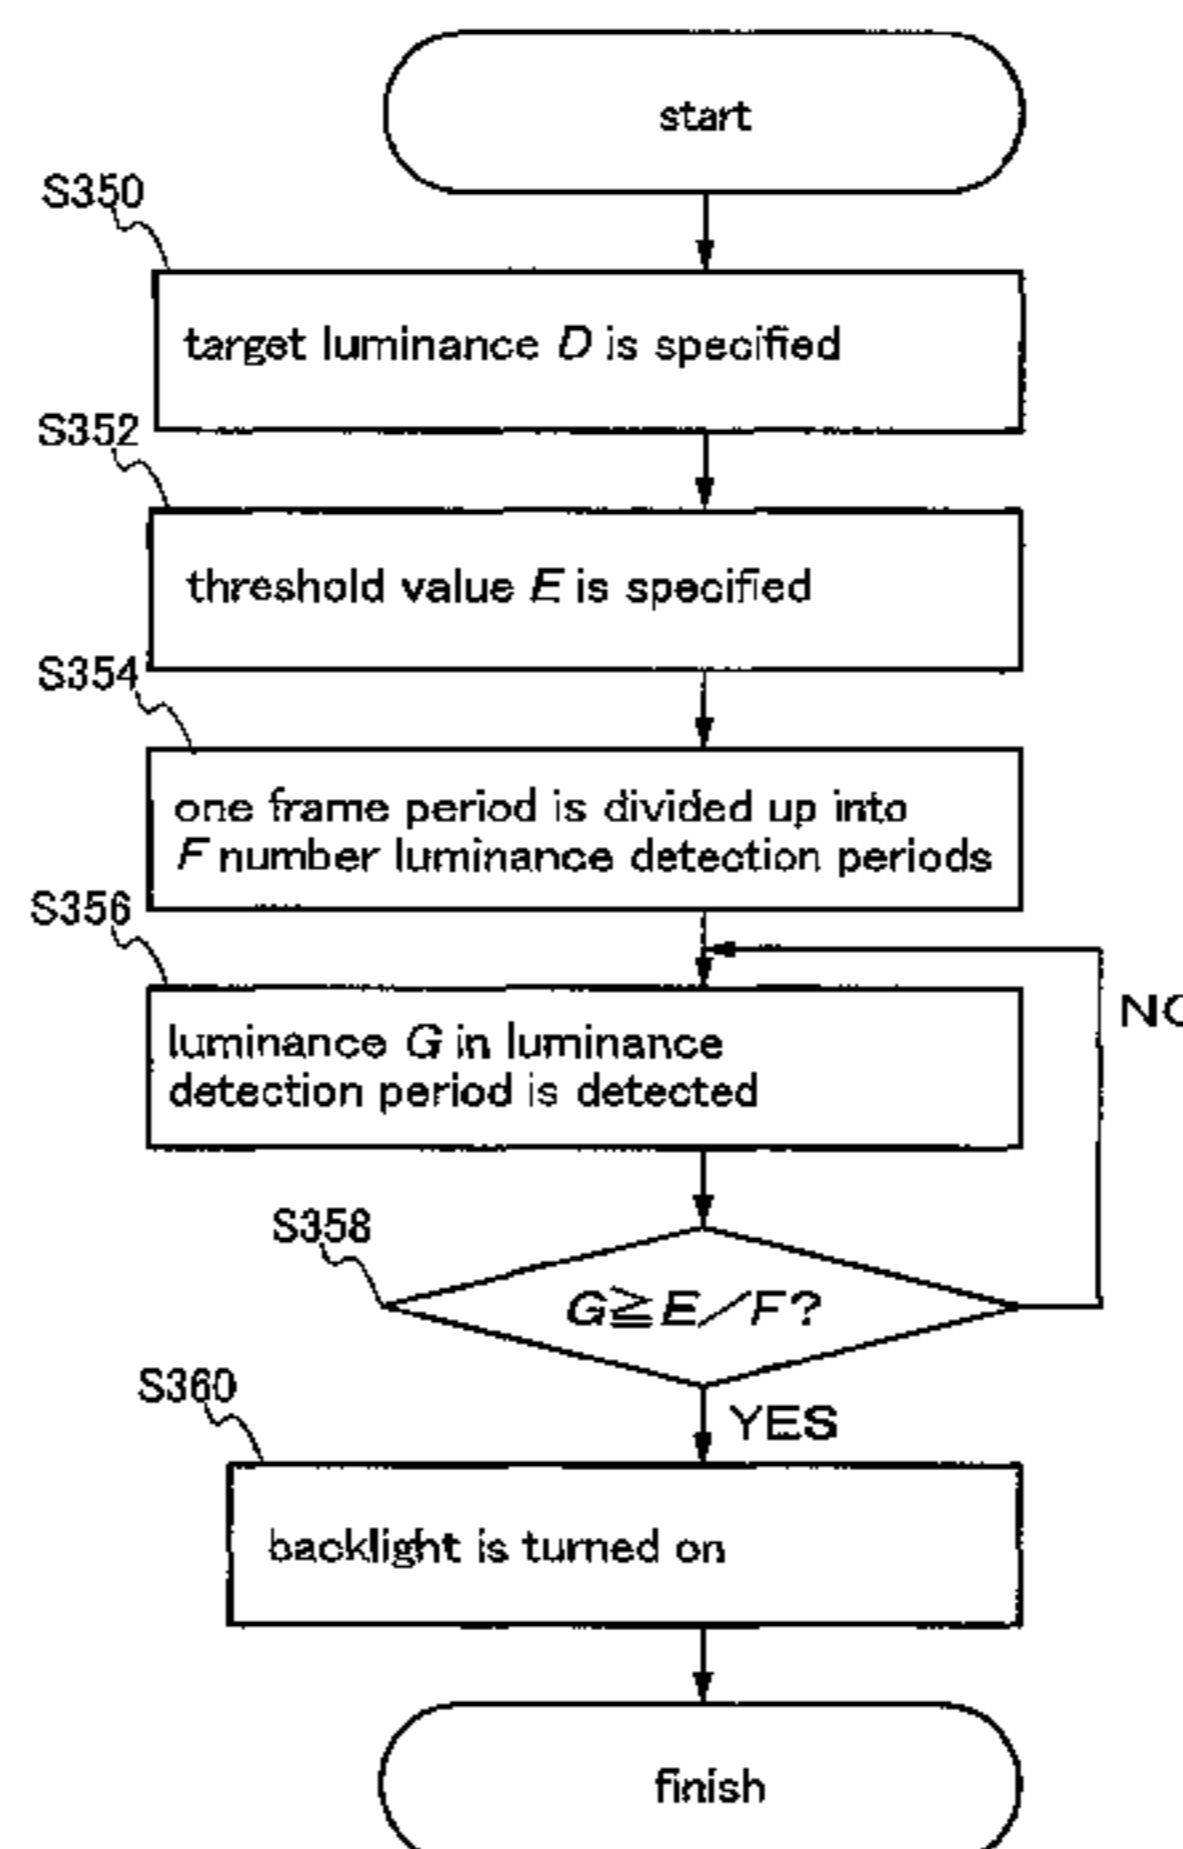 start
S350
target luminance D is specified
S352
threshold value E is specified
S354
one frame period is divided up into
F number luminance detection periods
S356
luminance G in luminance
detection period is detected
NO
S358
G≧E／F?
YES
S360
backlight is turned on
finish